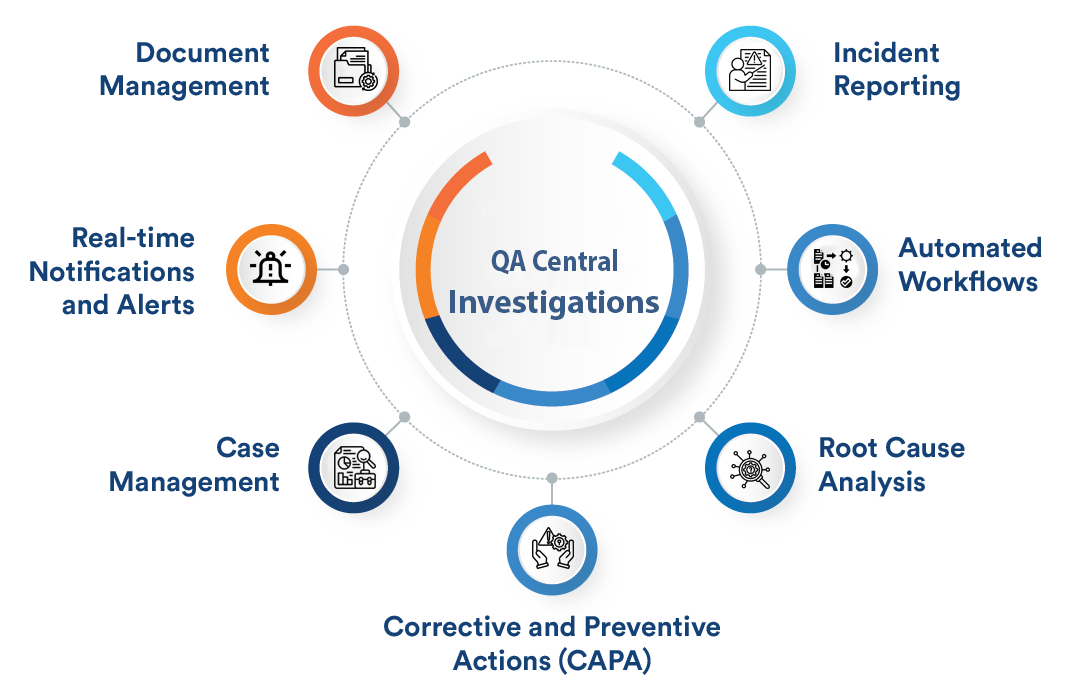 Document
Management
Incident
Reporting
Real-time
Notifications
and Alerts
QA Central
Investigations
Automated
Workflows
Case
Management
Root Cause
Analysis
Corrective and Preventive
Actions (CAPA)